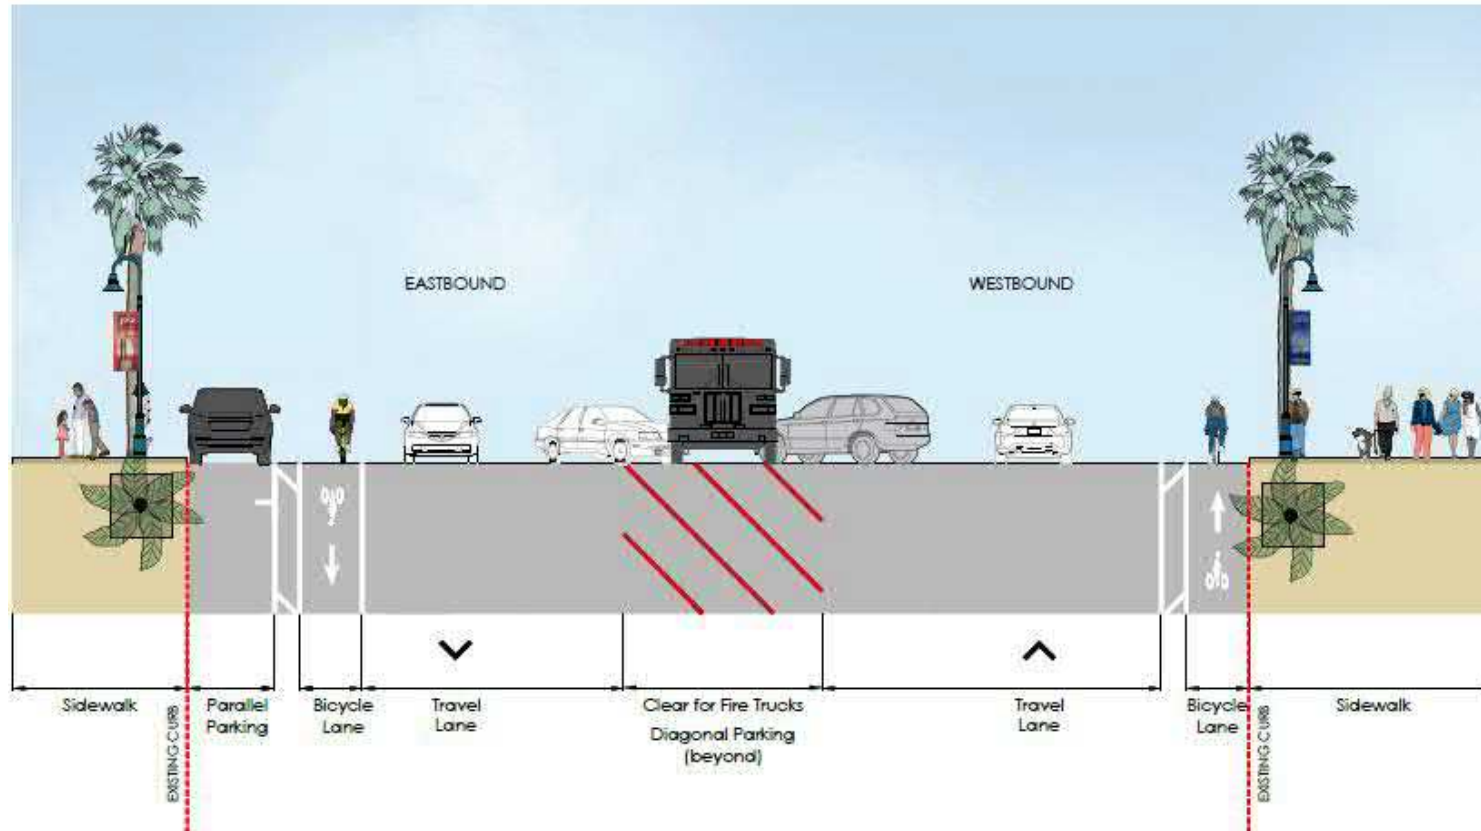 EASTBOUND
WESTBOUND
Sidewalk
EXISTING CURB
Parallel
Parking
Bicycle
Lane
Travel
Lane
Clear for Fire Trucks
Diagonal Parking
(beyond)
Travel
Lane
Bicycle
Lane
EXISTING CURB
Sidewalk